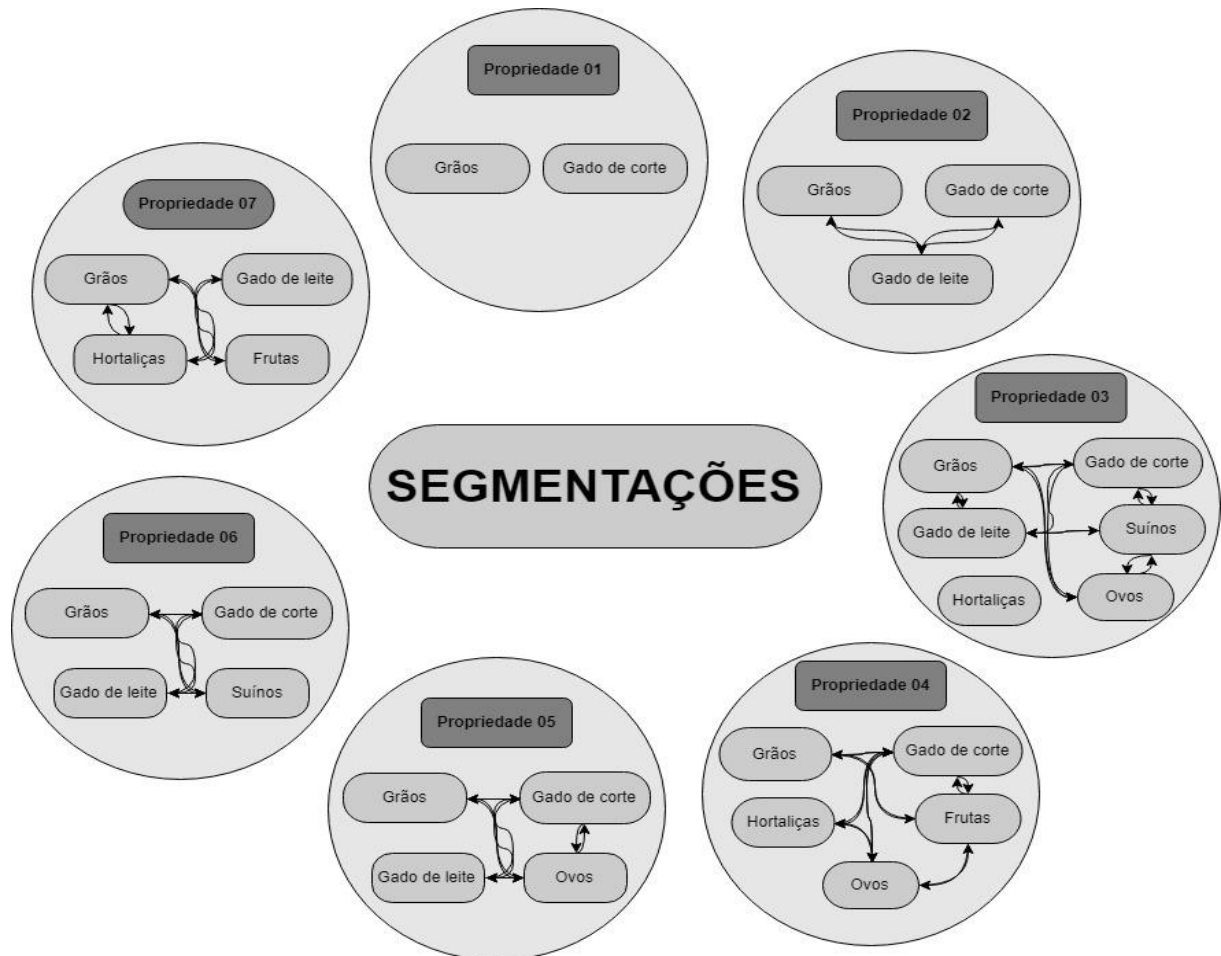 Propriedade 01
Grãos
Gado de corte
Propriedade 02
Grãos
Gado de corte
Gado de leite
Propriedade 03
Grãos
Gado de corte
Gado de leite
Suínos
Hortaliças
Ovos
Propriedade 04
Grãos
Gado de corte
Hortaliças
Frutas
Ovos
Propriedade 05
Grãos
Gado de corte
Gado de leite
Ovos
Propriedade 06
Grãos
Gado de corte
Gado de leite
Suínos
Propriedade 07
Grãos
Gado de leite
Hortaliças
Frutas
SEGMENTAÇÕES